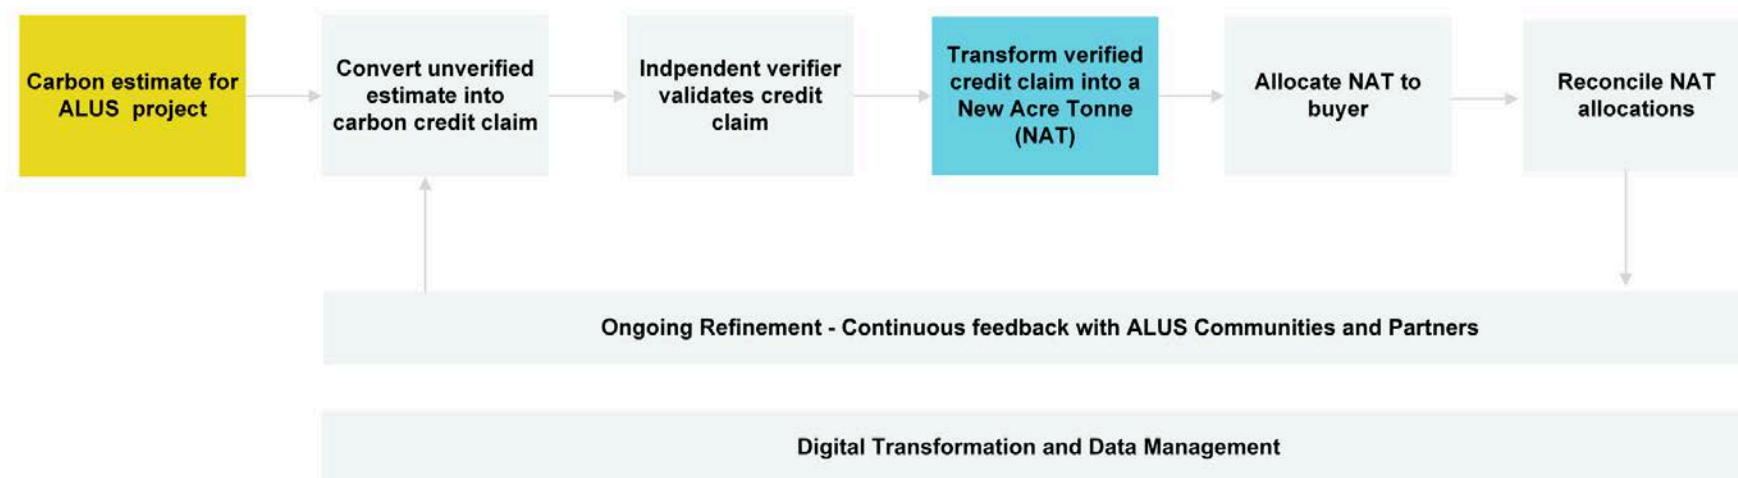 Carbon estimate for
ALUS project
Convert unverified
estimate into
carbon credit claim
Indpendent verifier
validates credit
claim
Transform verified
credit claim into a
New Acre Tonne
(NAT)
Allocate NAT to
buyer
Reconcile NAT
allocations
Ongoing Refinement - Continuous feedback with ALUS Communities and Partners
Digital Transformation and Data Management